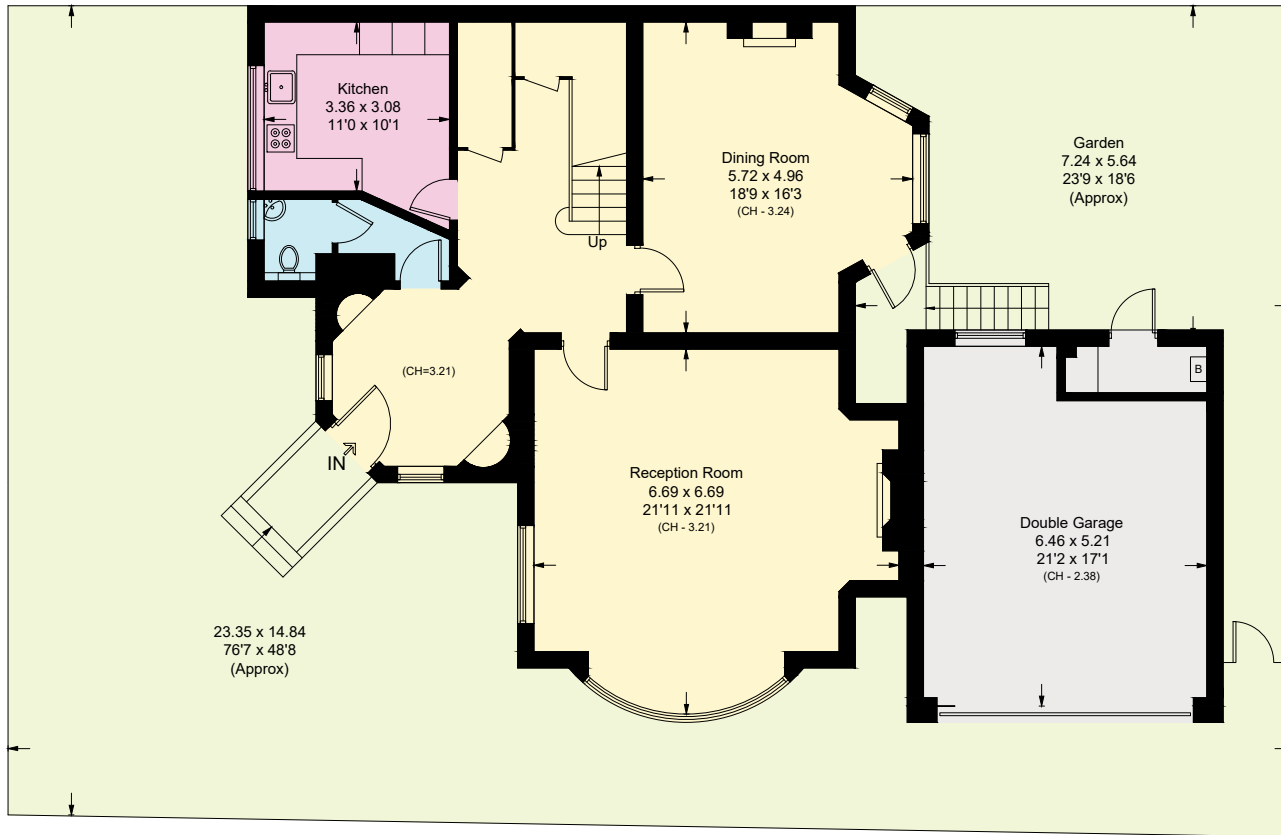 Kitchen
3.36 x 3.08
11'0 x 10'1
Dining Room
5.72 x 4.96
18'9 x 16'3
(CH - 3.24)
Garden
7.24 x 5.64
23'9 x 18'6
(Approx)
Up
(CH=3.21)
IN
B
Reception Room
6.69 x 6.69
21'11 x 21'11
(CH - 3.21)
Double Garage
6.46 x 5.21
21'2 x 17'1
(CH - 2.38)
23.35 x 14.84
76'7 x 48'8
(Approx)